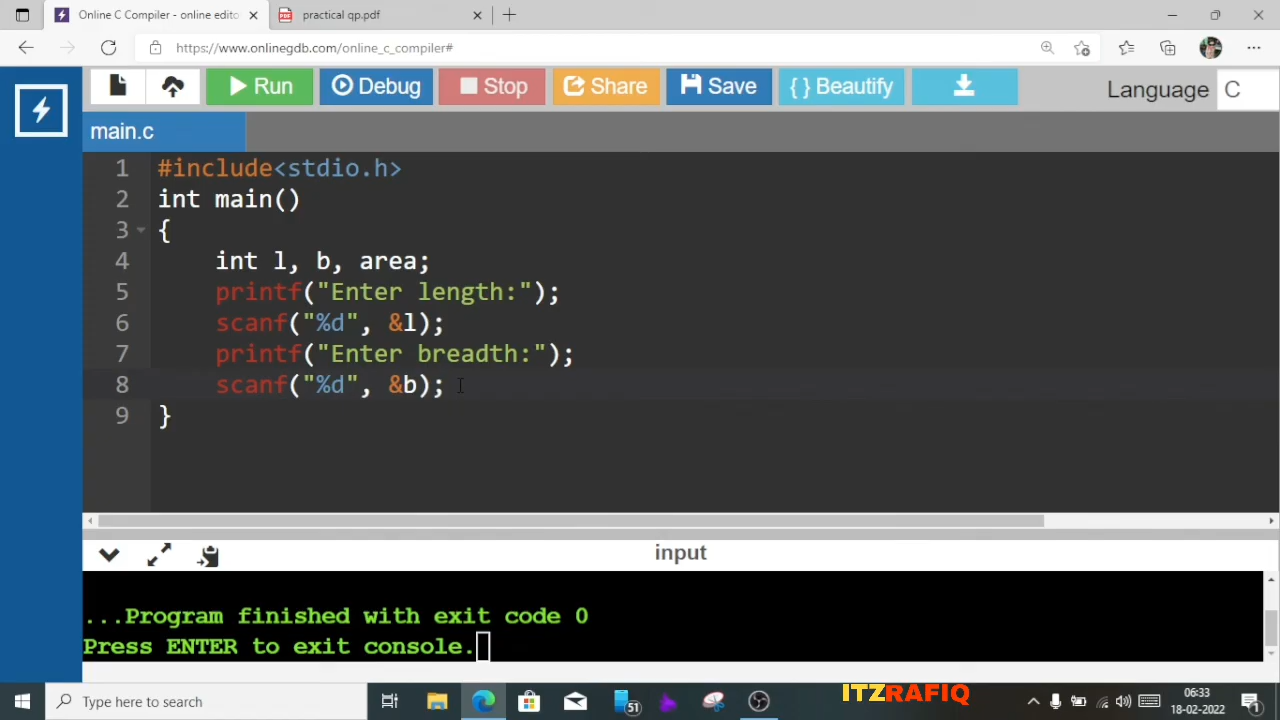 Online C Compiler - online edito
practical qp.pdf
https://www.onlinegdb.com/online_c_compiler#
Run
Debug
Stop
Share
Save
{ } Beautify
Language
C
main.c
1 #include<stdio.h>
2 int main()
3 {
4 int l, b, area;
5 printf("Enter length:");
6 scanf("%d", &l);
7 printf("Enter breadth:");
8 scanf("%d", &b);
9 }
input
...Program finished with exit code 0
Press ENTER to exit console.
Type here to search
51
ITZRAFIQ
06:33
18-02-2022
1